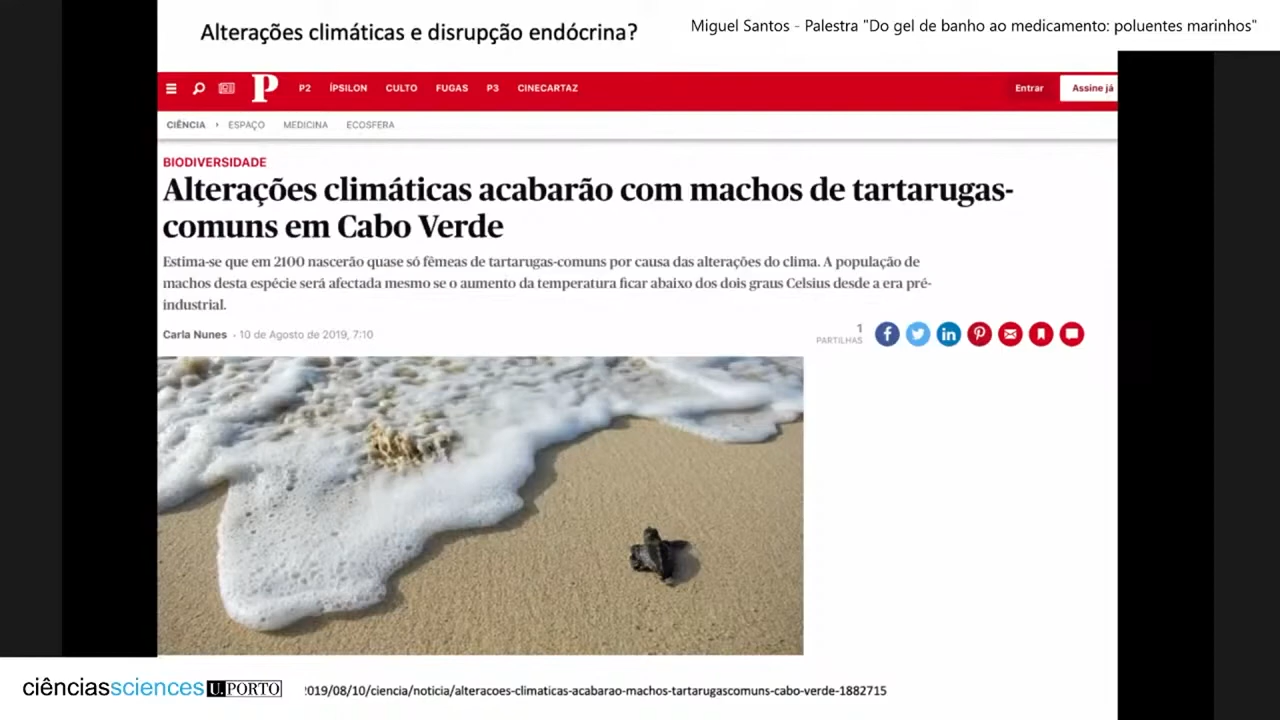 Alterações climáticas e disrupção endócrina?
Miguel Santos - Palestra "Do gel de banho ao medicamento: poluentes marinhos"
P P2 ÍPSILON CULTO FUGAS P3 CINECARTAZ Entrar Assine já
CIÊNCIA › ESPAÇO MEDICINA ECOSFERA
BIODIVERSIDADE
Alterações climáticas acabarão com machos de tartarugas-
comuns em Cabo Verde
Estima-se que em 2100 nascerão quase só fêmeas de tartarugas-comuns por causa das alterações do clima. A população de
machos desta espécie será afectada mesmo se o aumento da temperatura ficar abaixo dos dois graus Celsius desde a era pré-
industrial.
Carla Nunes · 10 de Agosto de 2019, 7:10
1
PARTILHAS
ciênciassciences U.PORTO
2019/08/10/ciencia/noticia/alteracoes-climaticas-acabarao-machos-tartarugascomuns-cabo-verde-1882715